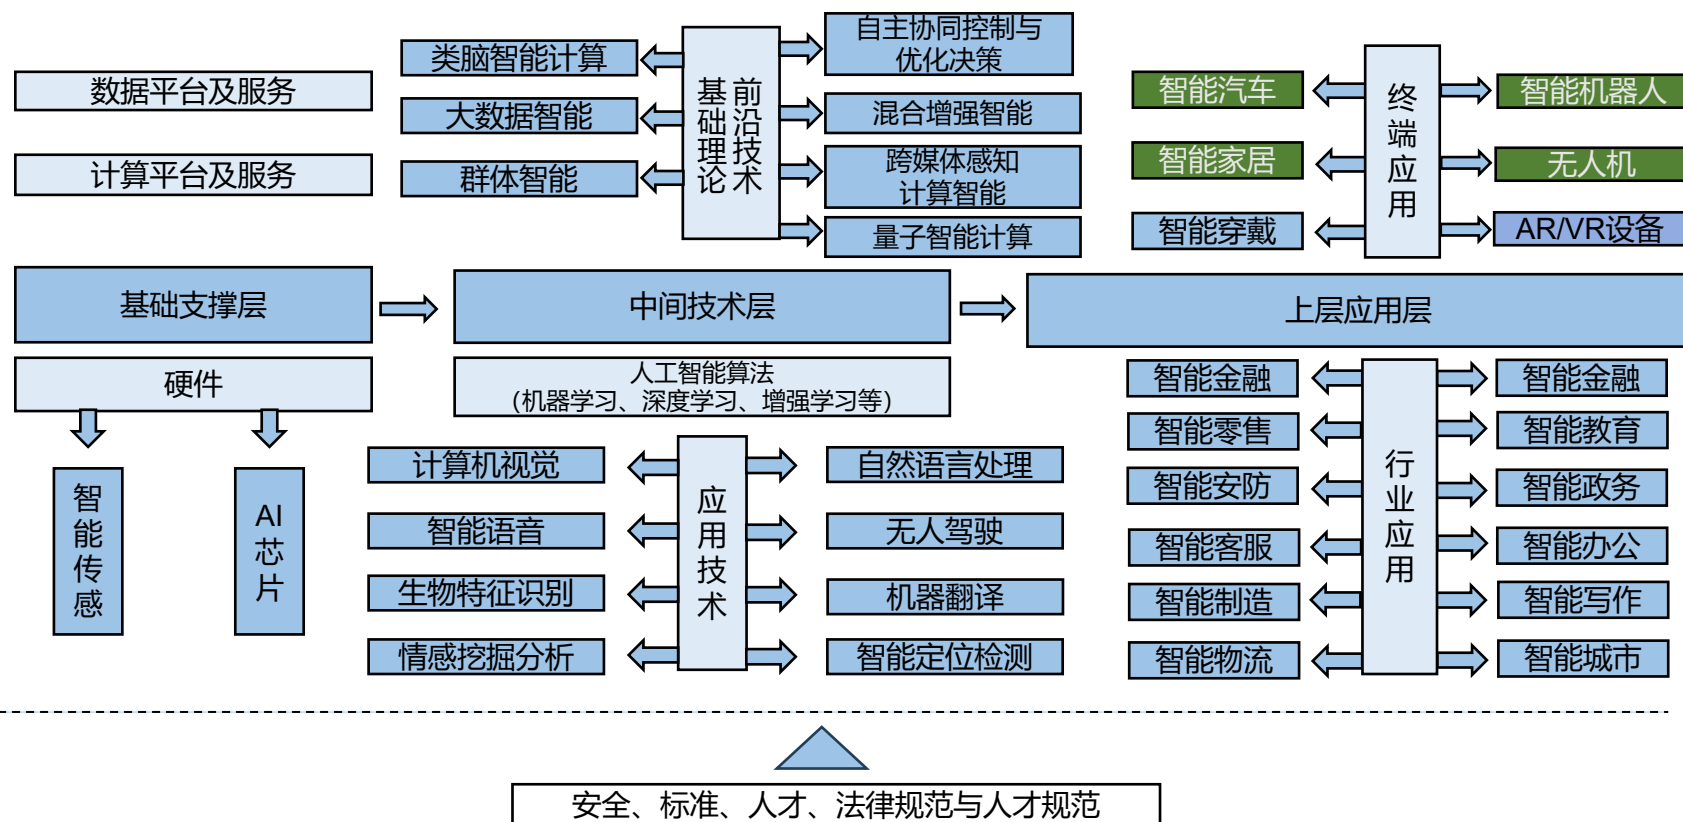 数据平台及服务
计算平台及服务
基础支撑层
硬件
智能传感
AI芯片
类脑智能计算
大数据智能
群体智能
前沿技术
基础理论
自主协同控制与
优化决策
混合增强智能
跨媒体感知
计算智能
量子智能计算
中间技术层
人工智能算法
（机器学习、深度学习、增强学习等）
计算机视觉
智能语音
生物特征识别
情感挖掘分析
应用技术
自然语言处理
无人驾驶
机器翻译
智能定位检测
智能汽车
智能家居
智能穿戴
终端应用
智能机器人
无人机
AR/VR设备
上层应用层
智能金融
智能零售
智能安防
智能客服
智能制造
智能物流
行业应用
智能金融
智能教育
智能政务
智能办公
智能写作
智能城市
安全、标准、人才、法律规范与人才规范